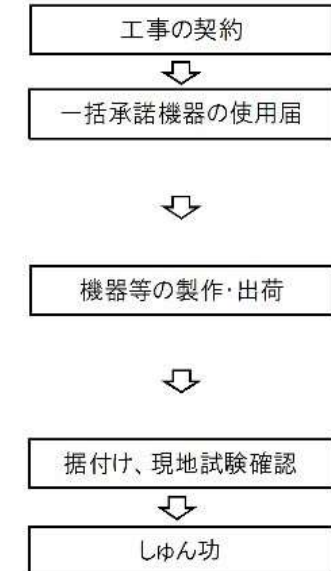 工事の契約
一括承諾機器の使用届
機器等の製作・出荷
据付け、現地試験確認
しゅん功